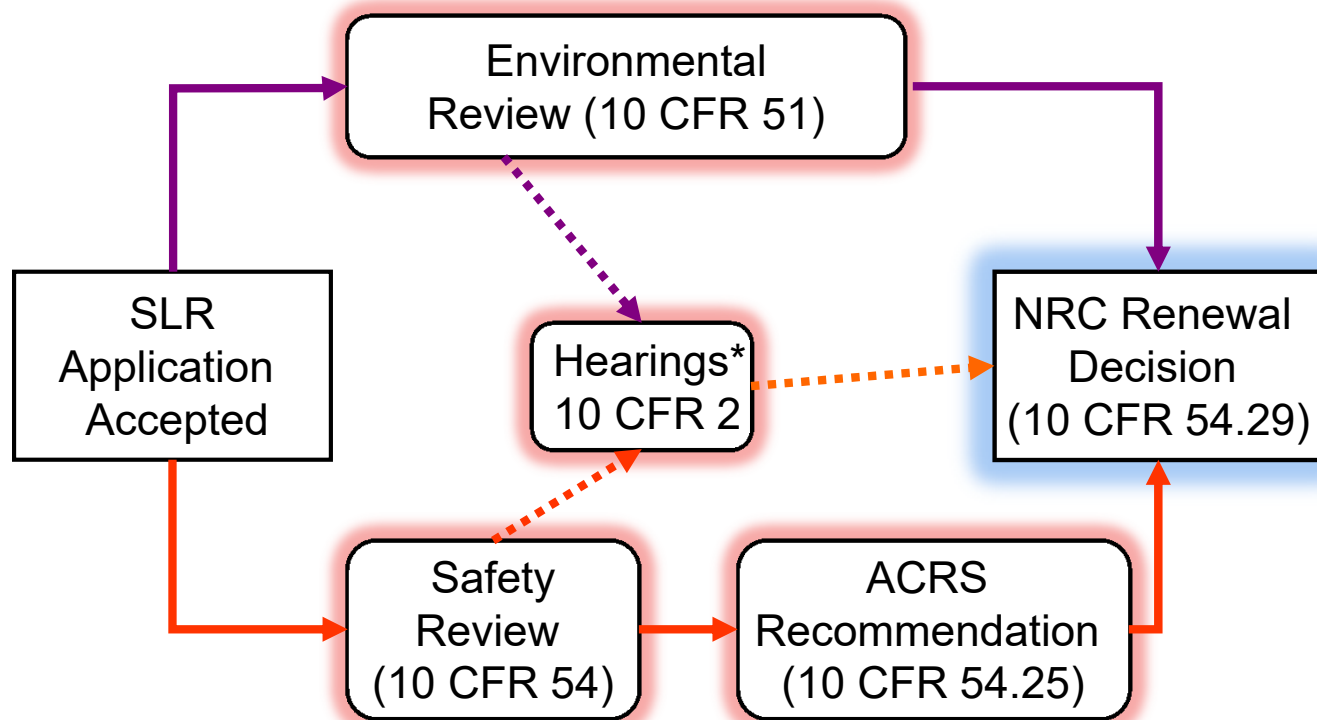 Environmental
Review (10 CFR 51)
SLR
Application
Accepted
Hearings*
10 CFR 2
NRC Renewal
Decision
(10 CFR 54.29)
Safety
Review
(10 CFR 54)
ACRS
Recommendation
(10 CFR 54.25)